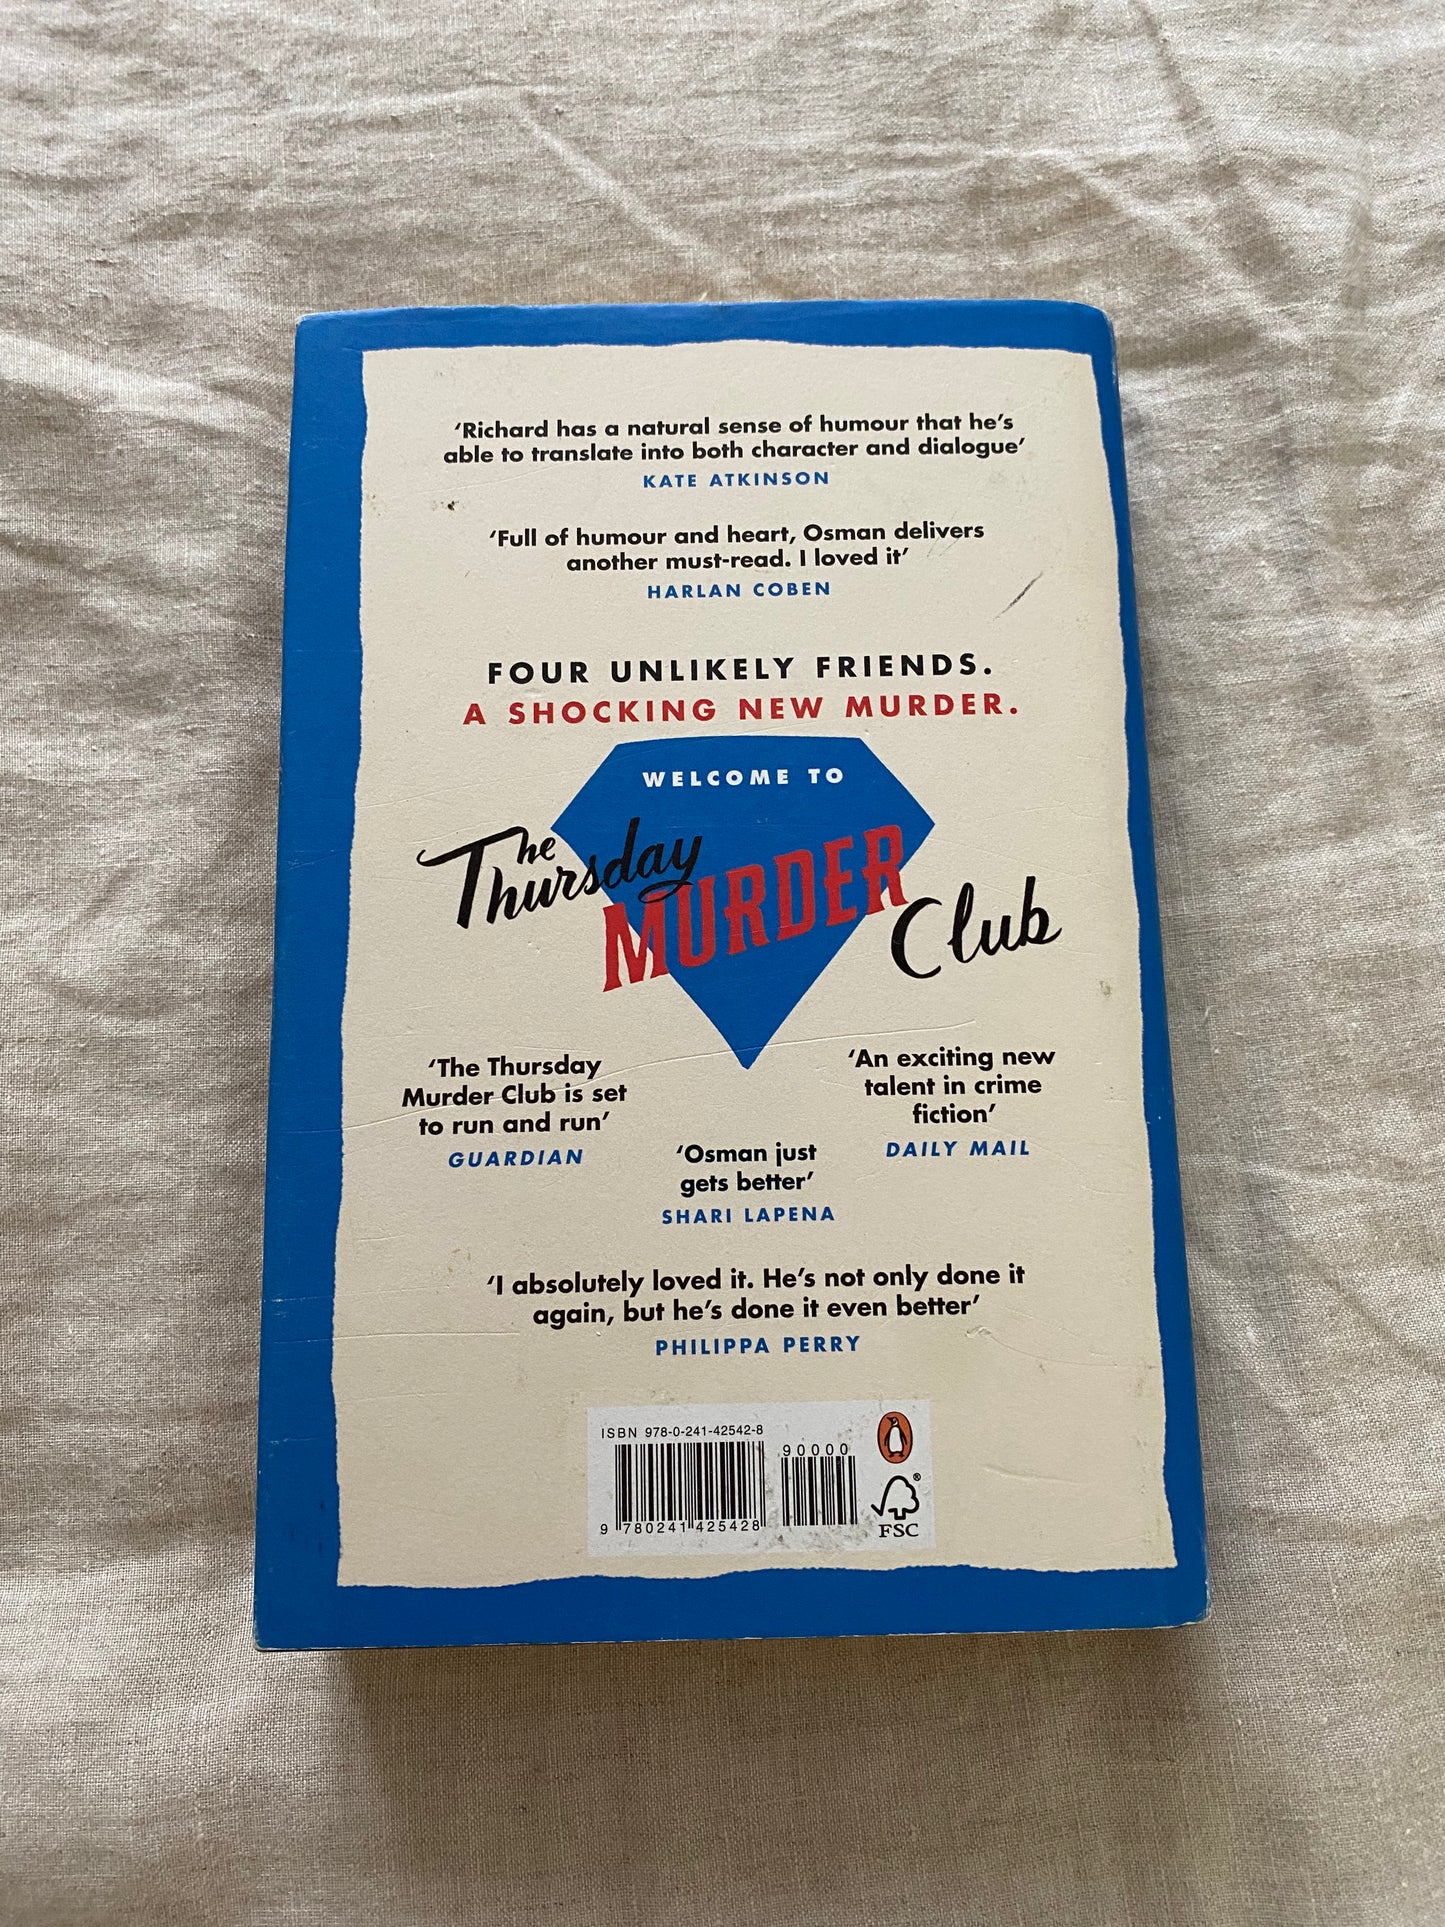 ‘Richard has a natural sense of humour that he’s
able to translate into both character and dialogue’
KATE ATKINSON
‘Full of humour and heart, Osman delivers
another must-read. I loved it’
HARLAN COBEN
FOUR UNLIKELY FRIENDS.
A SHOCKING NEW MURDER.
WELCOME TO
The Thursday
MURDER
Club
‘The Thursday
Murder Club is set
to run and run’
GUARDIAN
‘An exciting new
talent in crime
fiction’
DAILY MAIL
‘Osman just
gets better’
SHARI LAPENA
‘I absolutely loved it. He’s not only done it
again, but he’s done it even better’
PHILIPPA PERRY
ISBN 978-0-241-42542-8
90000
9 780241 425428
®
FSC